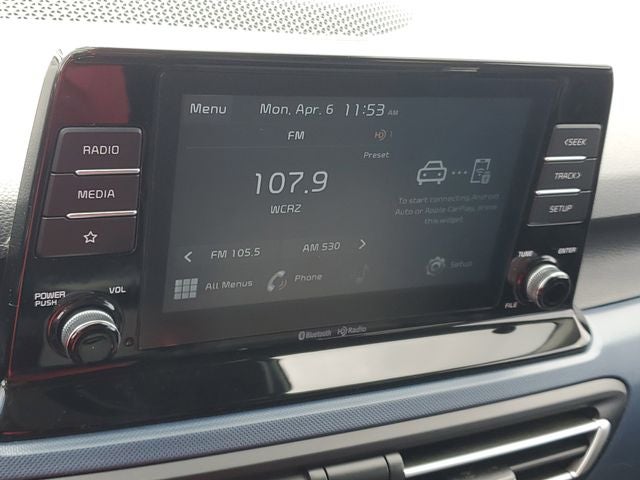 Menu Mon, Apr. 6 11:53 AM
FM HD 1
Preset
107.9
WCRZ
To start connecting Android
Auto or Apple CarPlay, press
this widget.
FM 105.5 AM 530
All Menus Phone Setup
RADIO
MEDIA
POWER
PUSH
VOL
<SEEK
TRACK>
SETUP
TUNE
ENTER
FILE
Bluetooth HD Radio